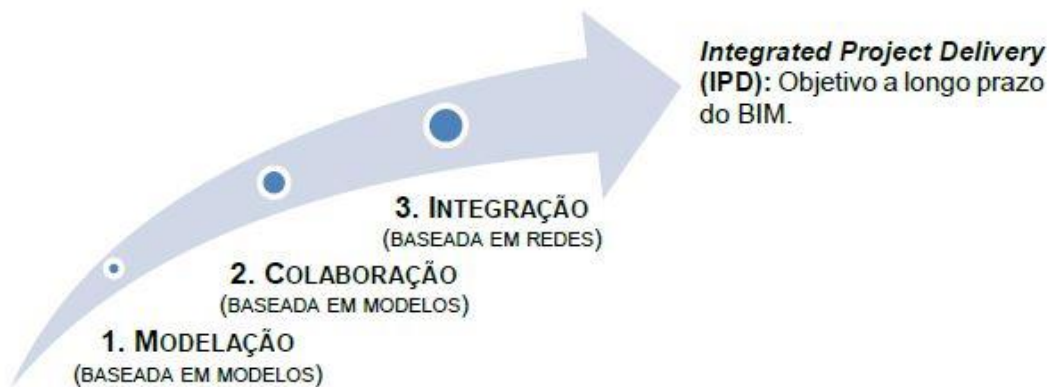 Integrated Project Delivery
(IPD): Objetivo a longo prazo
do BIM.
3. INTEGRAÇÃO
(BASEADA EM REDES)
2. COLABORAÇÃO
(BASEADA EM MODELOS)
1. MODELAÇÃO
(BASEADA EM MODELOS)